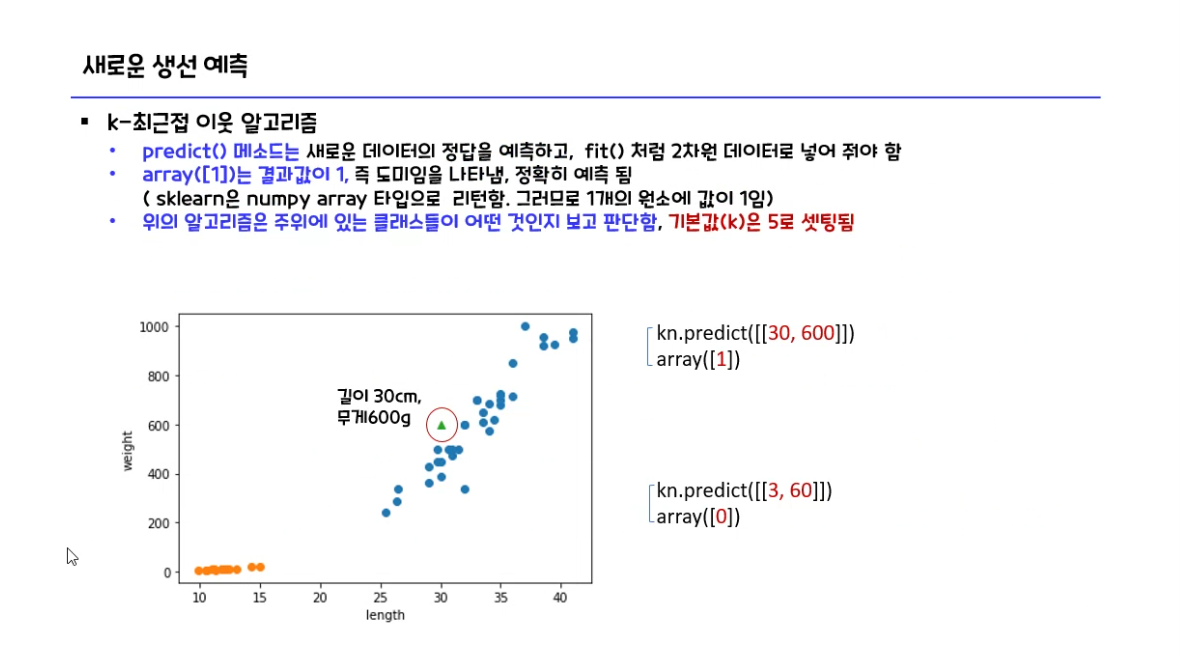 새로운 생선 예측
▪ k-최근접 이웃 알고리즘
• predict() 메소드는 새로운 데이터의 정답을 예측하고, fit() 처럼 2차원 데이터로 넣어 줘야 함
• array([1])는 결과값이 1, 즉 도미임을 나타냄, 정확히 예측 됨
( sklearn은 numpy array 타입으로 리턴함. 그러므로 1개의 원소에 값이 1임)
• 위의 알고리즘은 주위에 있는 클래스들이 어떤 것인지 보고 판단함, 기본값(k)은 5로 셋팅됨
1000
800
600
400
200
0
weight
길이 30cm,
무게600g
10 15 20 25 30 35 40
length
kn.predict([[30, 600]])
array([1])
kn.predict([[3, 60]])
array([0])